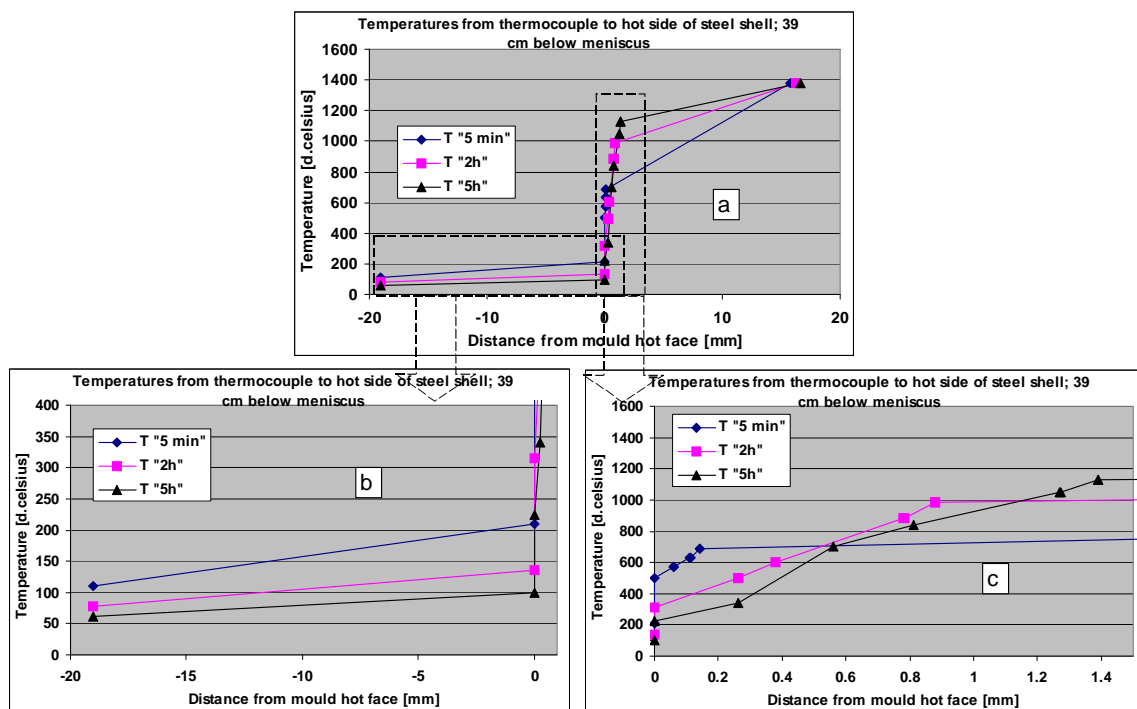 Temperatures from thermocouple to hot side of steel shell; 39
cm below meniscus
1600
1400
1200
1000
800
600
400
200
0
Temperature [d.celsius]
T "5 min"
T "2h"
T "5h"
a
-20
-10
0
10
20
Distance from mould hot face [mm]
Temperatures from thermocouple to hot side of steel shell; 39
cm below meniscus
400
350
300
250
200
150
100
50
0
Temperature [d.celsius]
T "5 min"
T "2h"
T "5h"
b
-20
-15
-10
-5
0
Distance from mould hot face [mm]
Temperatures from thermocouple to hot side of steel shell; 39
cm below meniscus
1600
1400
1200
1000
800
600
400
200
0
Temperature [d.celsius]
T "5 min"
T "2h"
T "5h"
c
0
0.2
0.4
0.6
0.8
1
1.2
1.4
Distance from mould hot face [mm]